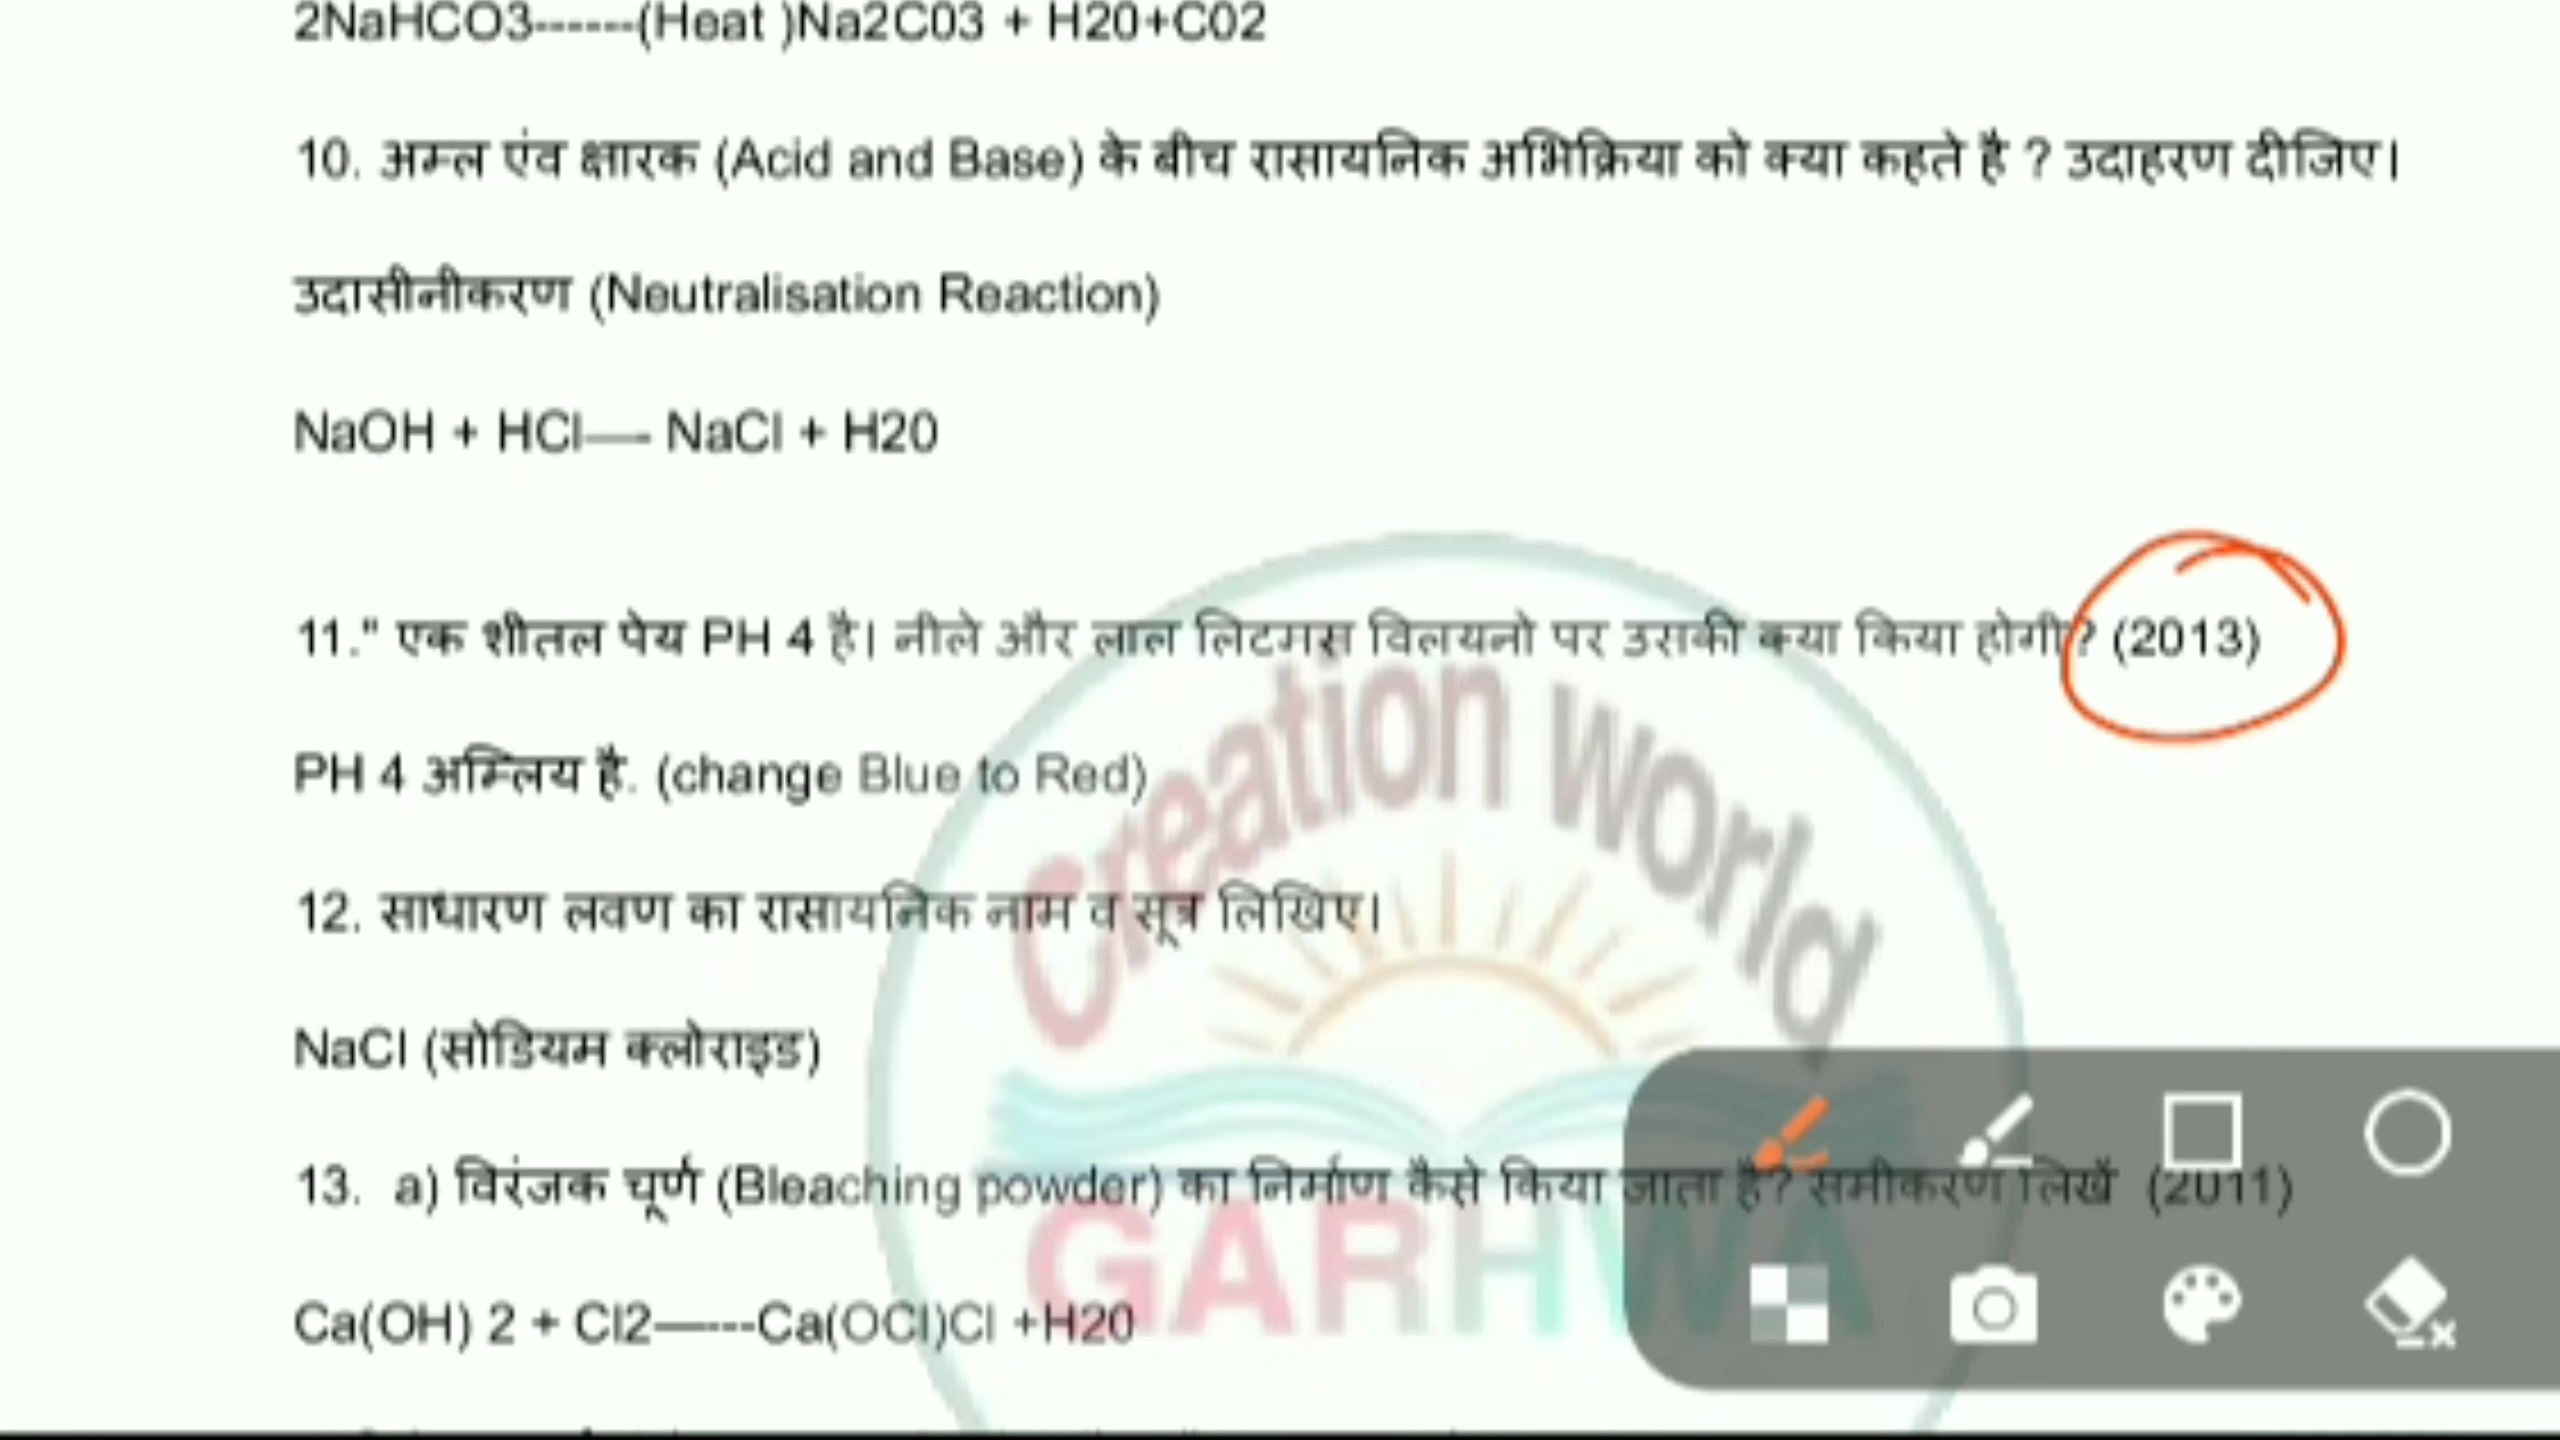 2NaHCO3------(Heat )Na2C03 + H20+C02
10. अम्ल एंव क्षारक (Acid and Base) के बीच रासायनिक अभिक्रिया को क्या कहते है ? उदाहरण दीजिए।
उदासीनीकरण (Neutralisation Reaction)
NaOH + HCl—- NaCl + H20
11." एक शीतल पेय PH 4 है। नीले और लाल लिटमस विलयनो पर उसकी क्या किया होगी? (2013)
PH 4 अम्लिय है. (change Blue to Red)
12. साधारण लवण का रासायनिक नाम व सूत्र लिखिए।
NaCl (सोडियम क्लोराइड)
13. a) विरंजक चूर्ण (Bleaching powder) का निर्माण कैसे किया जाता है? समीकरण लिखें (2011)
Ca(OH) 2 + Cl2—---Ca(OCl)Cl +H20
Creation world
GARHWA